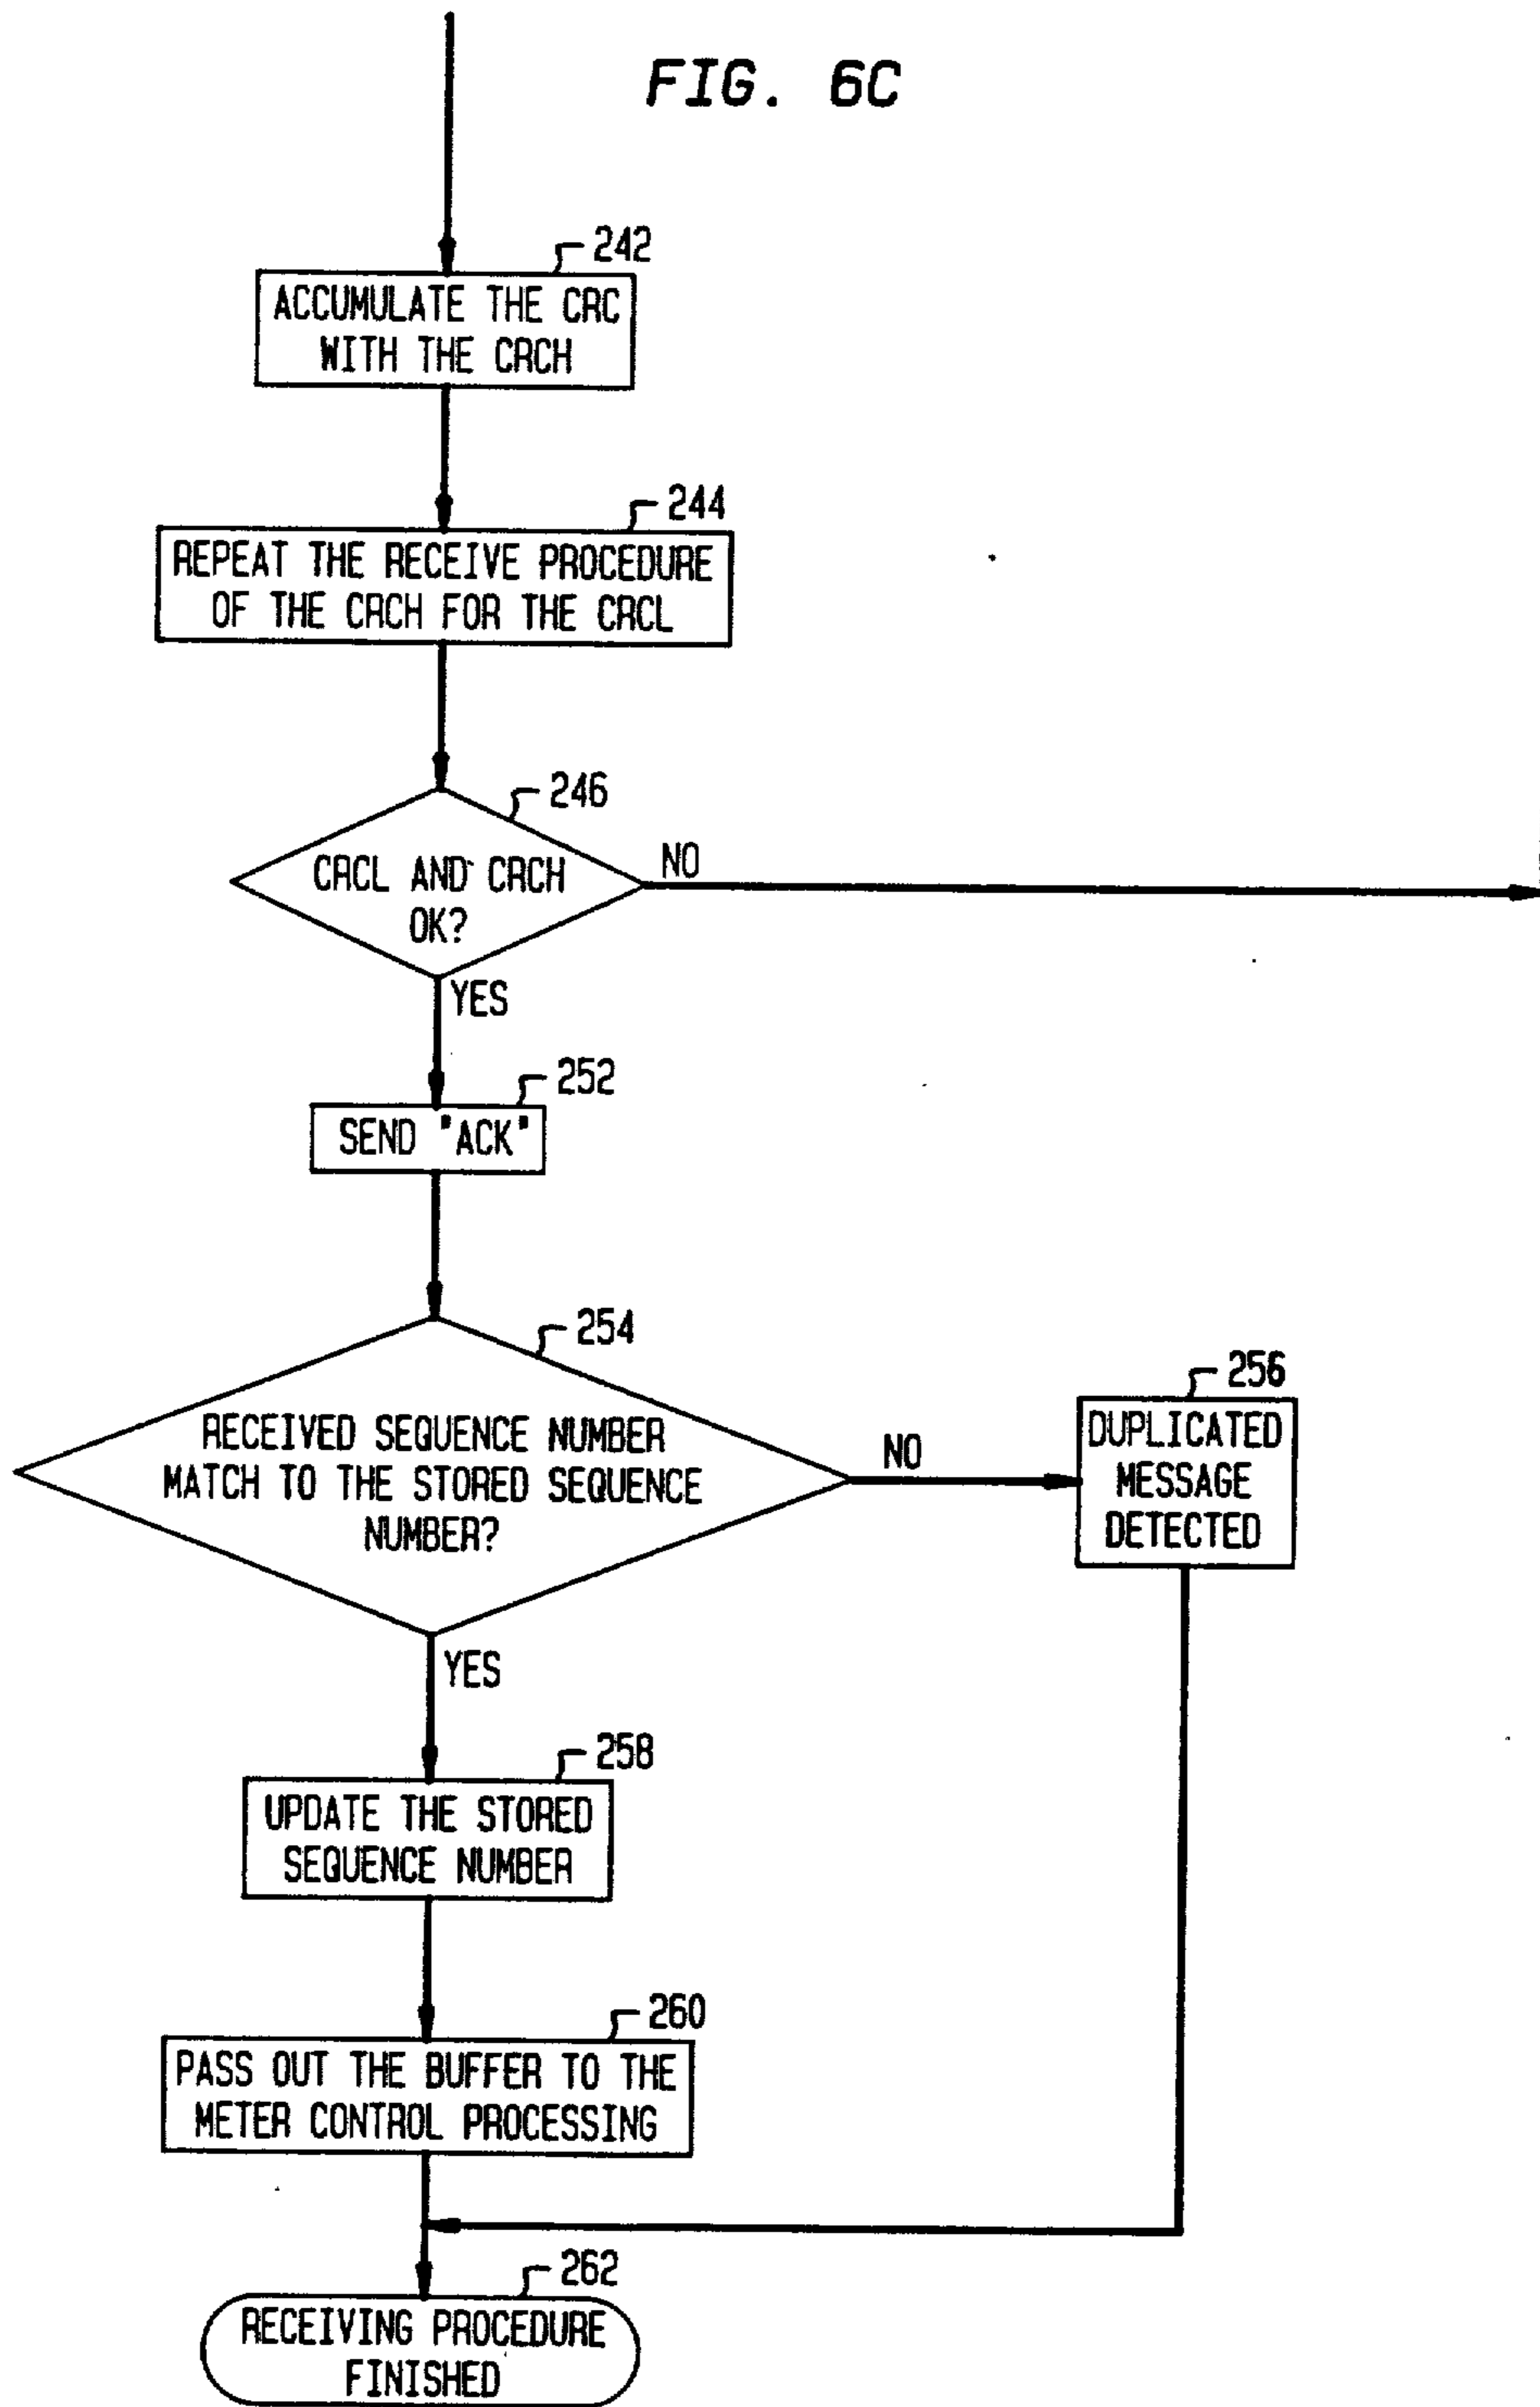 FIG. 6C
242
ACCUMULATE THE CRC
WITH THE CRCH
244
REPEAT THE RECEIVE PROCEDURE
OF THE CRCH FOR THE CRCL
246
CRCL AND CRCH
OK?
NO
YES
252
SEND "ACK"
254
RECEIVED SEQUENCE NUMBER
MATCH TO THE STORED SEQUENCE
NUMBER?
NO
256
DUPLICATED
MESSAGE
DETECTED
YES
258
UPDATE THE STORED
SEQUENCE NUMBER
260
PASS OUT THE BUFFER TO THE
METER CONTROL PROCESSING
262
RECEIVING PROCEDURE
FINISHED